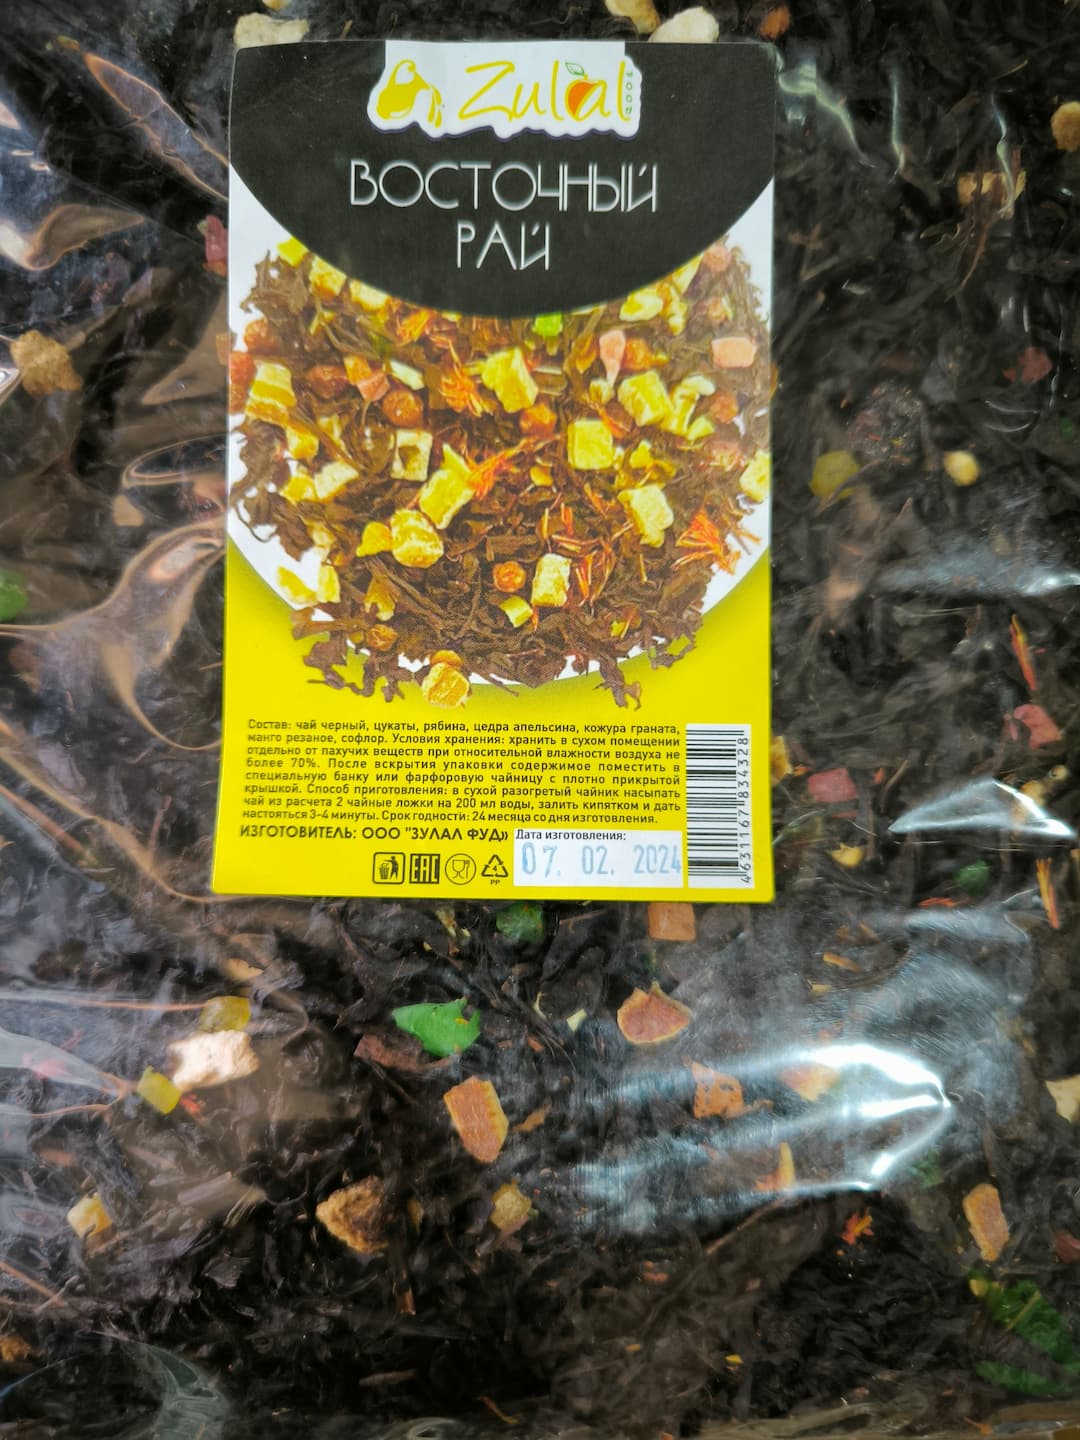 Zulal
2004
ВОСТОЧНЫЙ
РАЙ
Состав: чай черный, цукаты, рябина, цедра апельсина, кожура граната,
манго резаное, софлор. Условия хранения: хранить в сухом помещении
отдельно от пахучих веществ при относительной влажности воздуха не
более 70%. После вскрытия упаковки содержимое поместить в
специальную банку или фарфоровую чайницу с плотно прикрытой
крышкой. Способ приготовления: в сухой разогретый чайник насыпать
чай из расчета 2 чайные ложки на 200 мл воды, залить кипятком и дать
настояться 3-4 минуты. Срок годности: 24 месяца со дня изготовления.
ИЗГОТОВИТЕЛЬ: ООО "ЗУЛАЛ ФУД»
Дата изготовления:
07. 02. 2024
EAC
4
PP
4631167834328